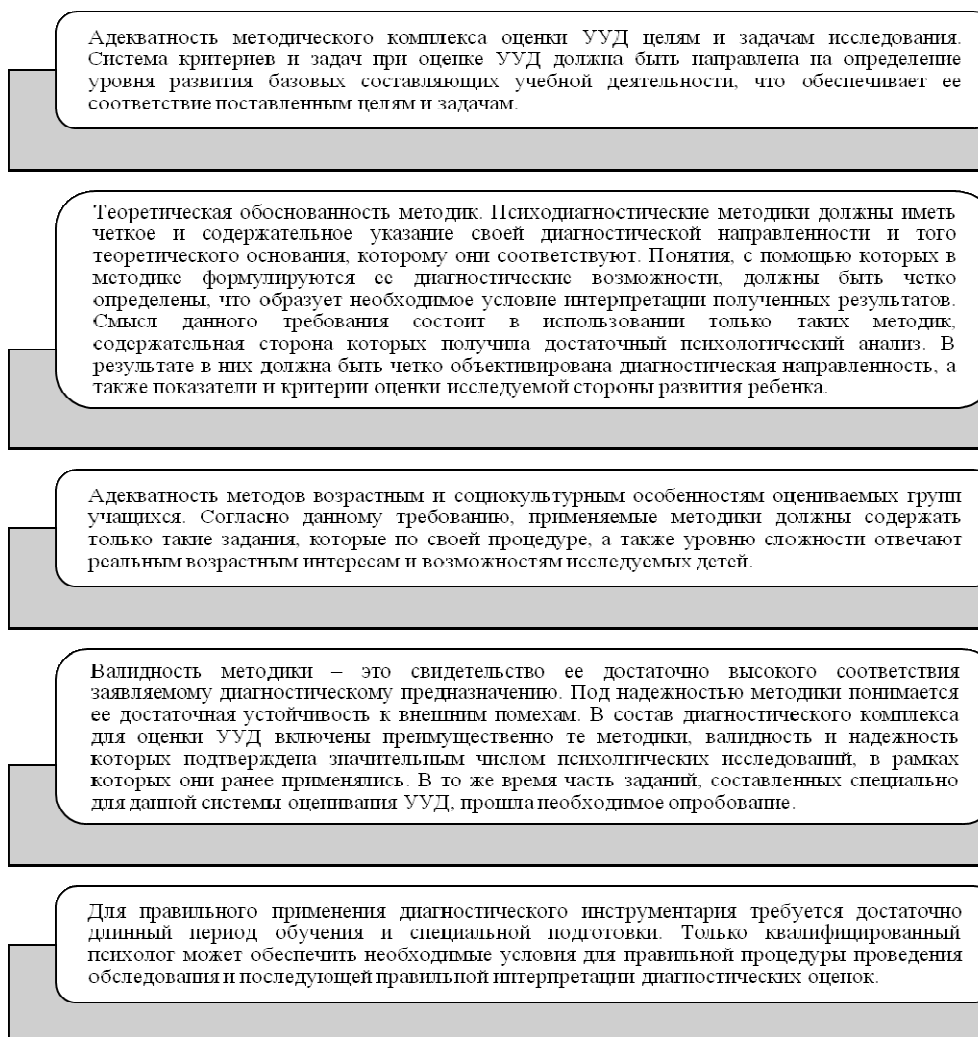 Адекватность методического комплекса оценки УУД целям и задачам исследования.
Система критериев и задач при оценке УУД должна быть направлена на определение
уровня развития базовых составляющих учебной деятельности, что обеспечивает ее
соответствие поставленным целям и задачам.
Теоретическая обоснованность методик. Психодиагностические методики должны иметь
четкое и содержательное указание своей диагностической направленности и того
теоретического основания, которому они соответствуют. Понятия, с помощью которых в
методике формулируются ее диагностические возможности, должны быть четко
определены, что образует необходимое условие интерпретации полученных результатов.
Смысл данного требования состоит в использовании только таких методик,
содержательная сторона которых получила достаточный психологический анализ. В
результате в них должна быть четко объективирована диагностическая направленность, а
также показатели и критерии оценки исследуемой стороны развития ребенка.
Адекватность методов возрастным и социокультурным особенностям оцениваемых групп
учащихся. Согласно данному требованию, применяемые методики должны содержать
только такие задания, которые по своей процедуре, а также уровню сложности отвечают
реальным возрастным интересам и возможностям исследуемых детей.
Валидность методики – это свидетельство ее достаточно высокого соответствия
заявляемому диагностическому предназначению. Под надежностью методики понимается
ее достаточная устойчивость к внешним помехам. В состав диагностического комплекса
для оценки УУД включены преимущественно те методики, валидность и надежность
которых подтверждена значительным числом психолгических исследований, в рамках
которых они ранее применялись. В то же время часть заданий, составленных специально
для данной системы оценивания УУД, прошла необходимое опробование.
Для правильного применения диагностического инструментария требуется достаточно
длинный период обучения и специальной подготовки. Только квалифицированный
психолог может обеспечить необходимые условия для правильной процедуры проведения
обследования и последующей правильной интерпретации диагностических оценок.